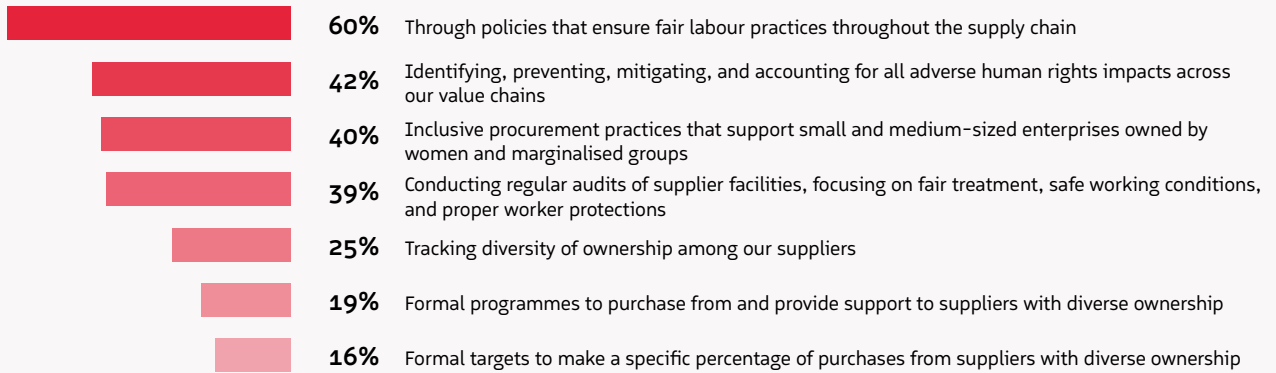 60% Through policies that ensure fair labour practices throughout the supply chain
42% Identifying, preventing, mitigating, and accounting for all adverse human rights impacts across
our value chains
40% Inclusive procurement practices that support small and medium-sized enterprises owned by
women and marginalised groups
39% Conducting regular audits of supplier facilities, focusing on fair treatment, safe working conditions,
and proper worker protections
25% Tracking diversity of ownership among our suppliers
19% Formal programmes to purchase from and provide support to suppliers with diverse ownership
16% Formal targets to make a specific percentage of purchases from suppliers with diverse ownership